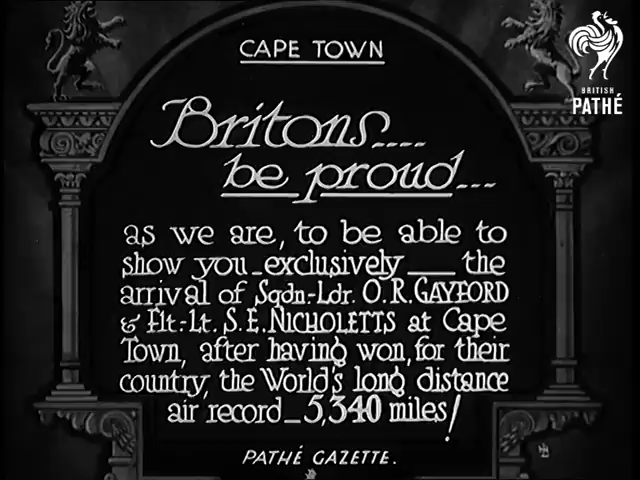 CAPE TOWN
BRITISH
PATHÉ
Britons....
be proud...
as we are, to be able to
show you _ exclusively ___ the
arrival of Sqdn.-Ldr. O.R. GAYFORD
& Flt.-Lt. S.E. NICHOLETTS at Cape
Town, after having won, for their
country, the World's long distance
air record _ 5,340 miles!
PATHÉ GAZETTE.